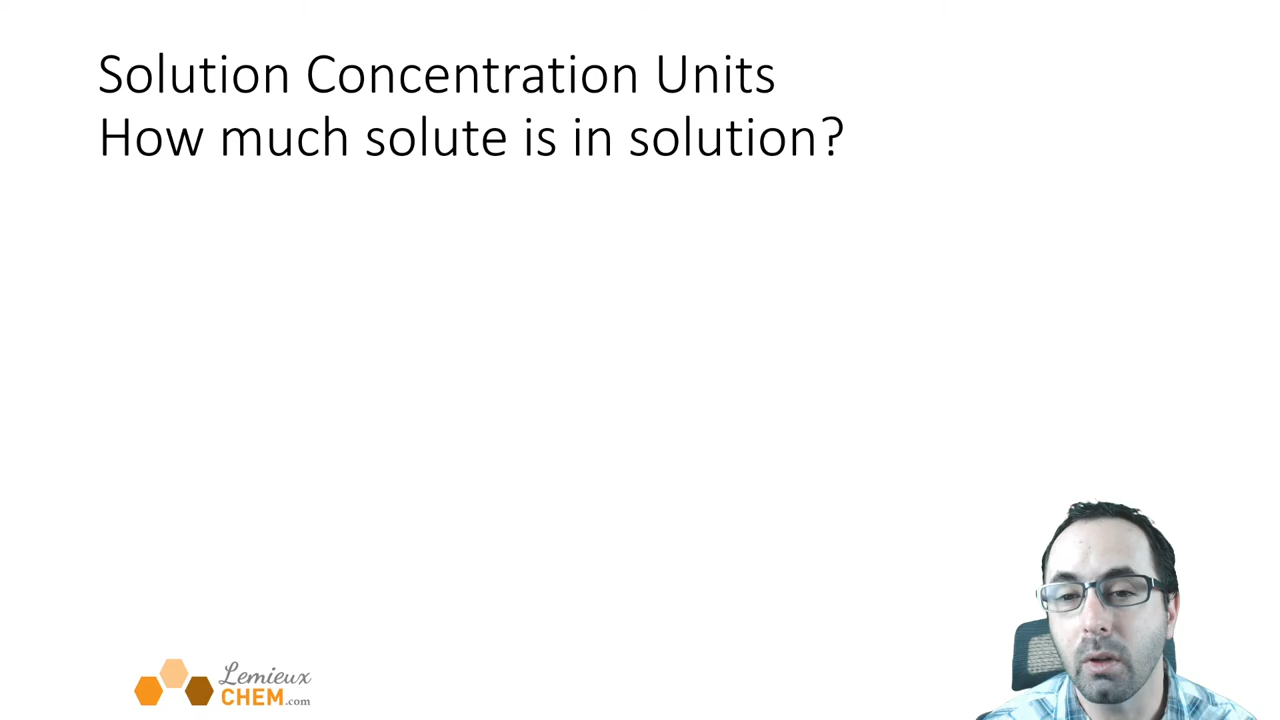 Solution Concentration Units
How much solute is in solution?
Lemieux
CHEM.com